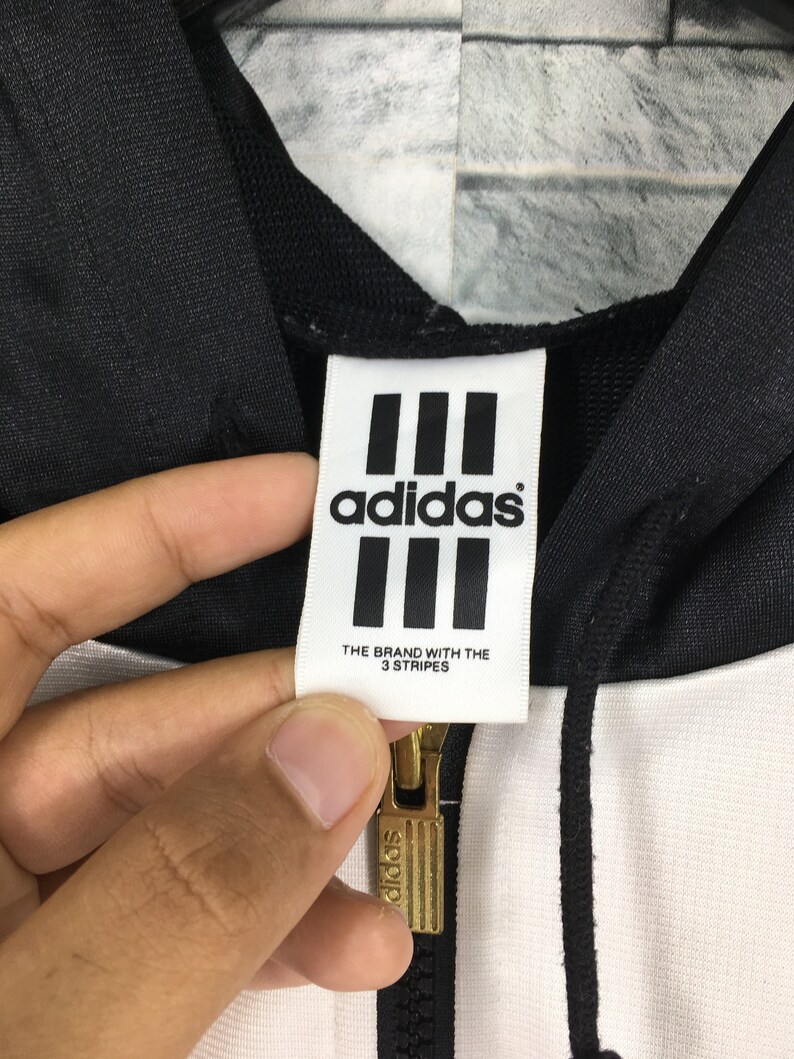 adidas®
THE BRAND WITH THE
3 STRIPES
adidas